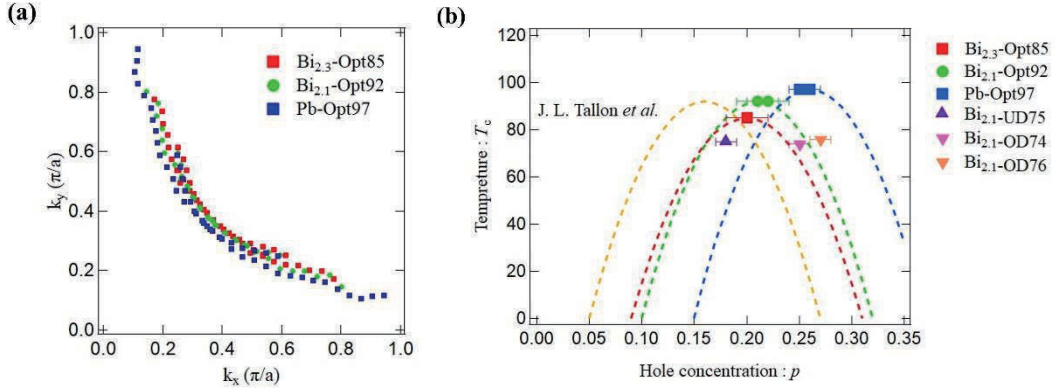 (a)
1.0
0.8
0.6
0.4
0.2
0.0
k_y (π/a)
Bi2.3-Opt85
Bi2.1-Opt92
Pb-Opt97
0.0 0.2 0.4 0.6 0.8 1.0
k_x (π/a)
(b)
120
100
80
60
40
20
0
Tempreture : Tc
J. L. Tallon et al.
Bi2.3-Opt85
Bi2.1-Opt92
Pb-Opt97
Bi2.1-UD75
Bi2.1-OD74
Bi2.1-OD76
0.00 0.05 0.10 0.15 0.20 0.25 0.30 0.35
Hole concentration : p